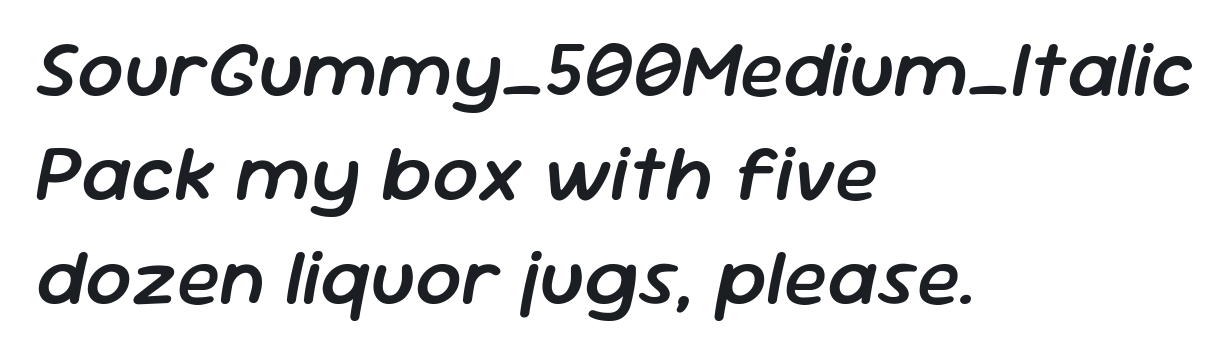 SourGummy_500Medium_Italic
Pack my box with five
dozen liquor jugs, please.